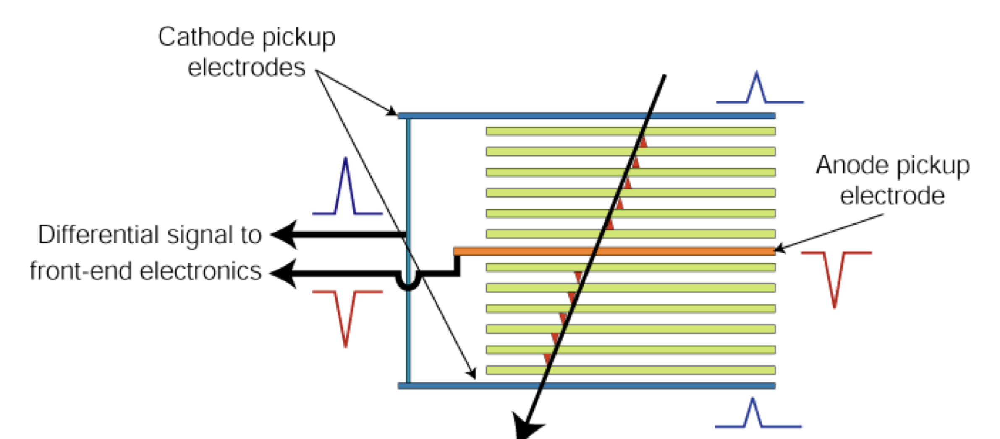 Cathode pickup
electrodes
Anode pickup
electrode
Differential signal to
front-end electronics